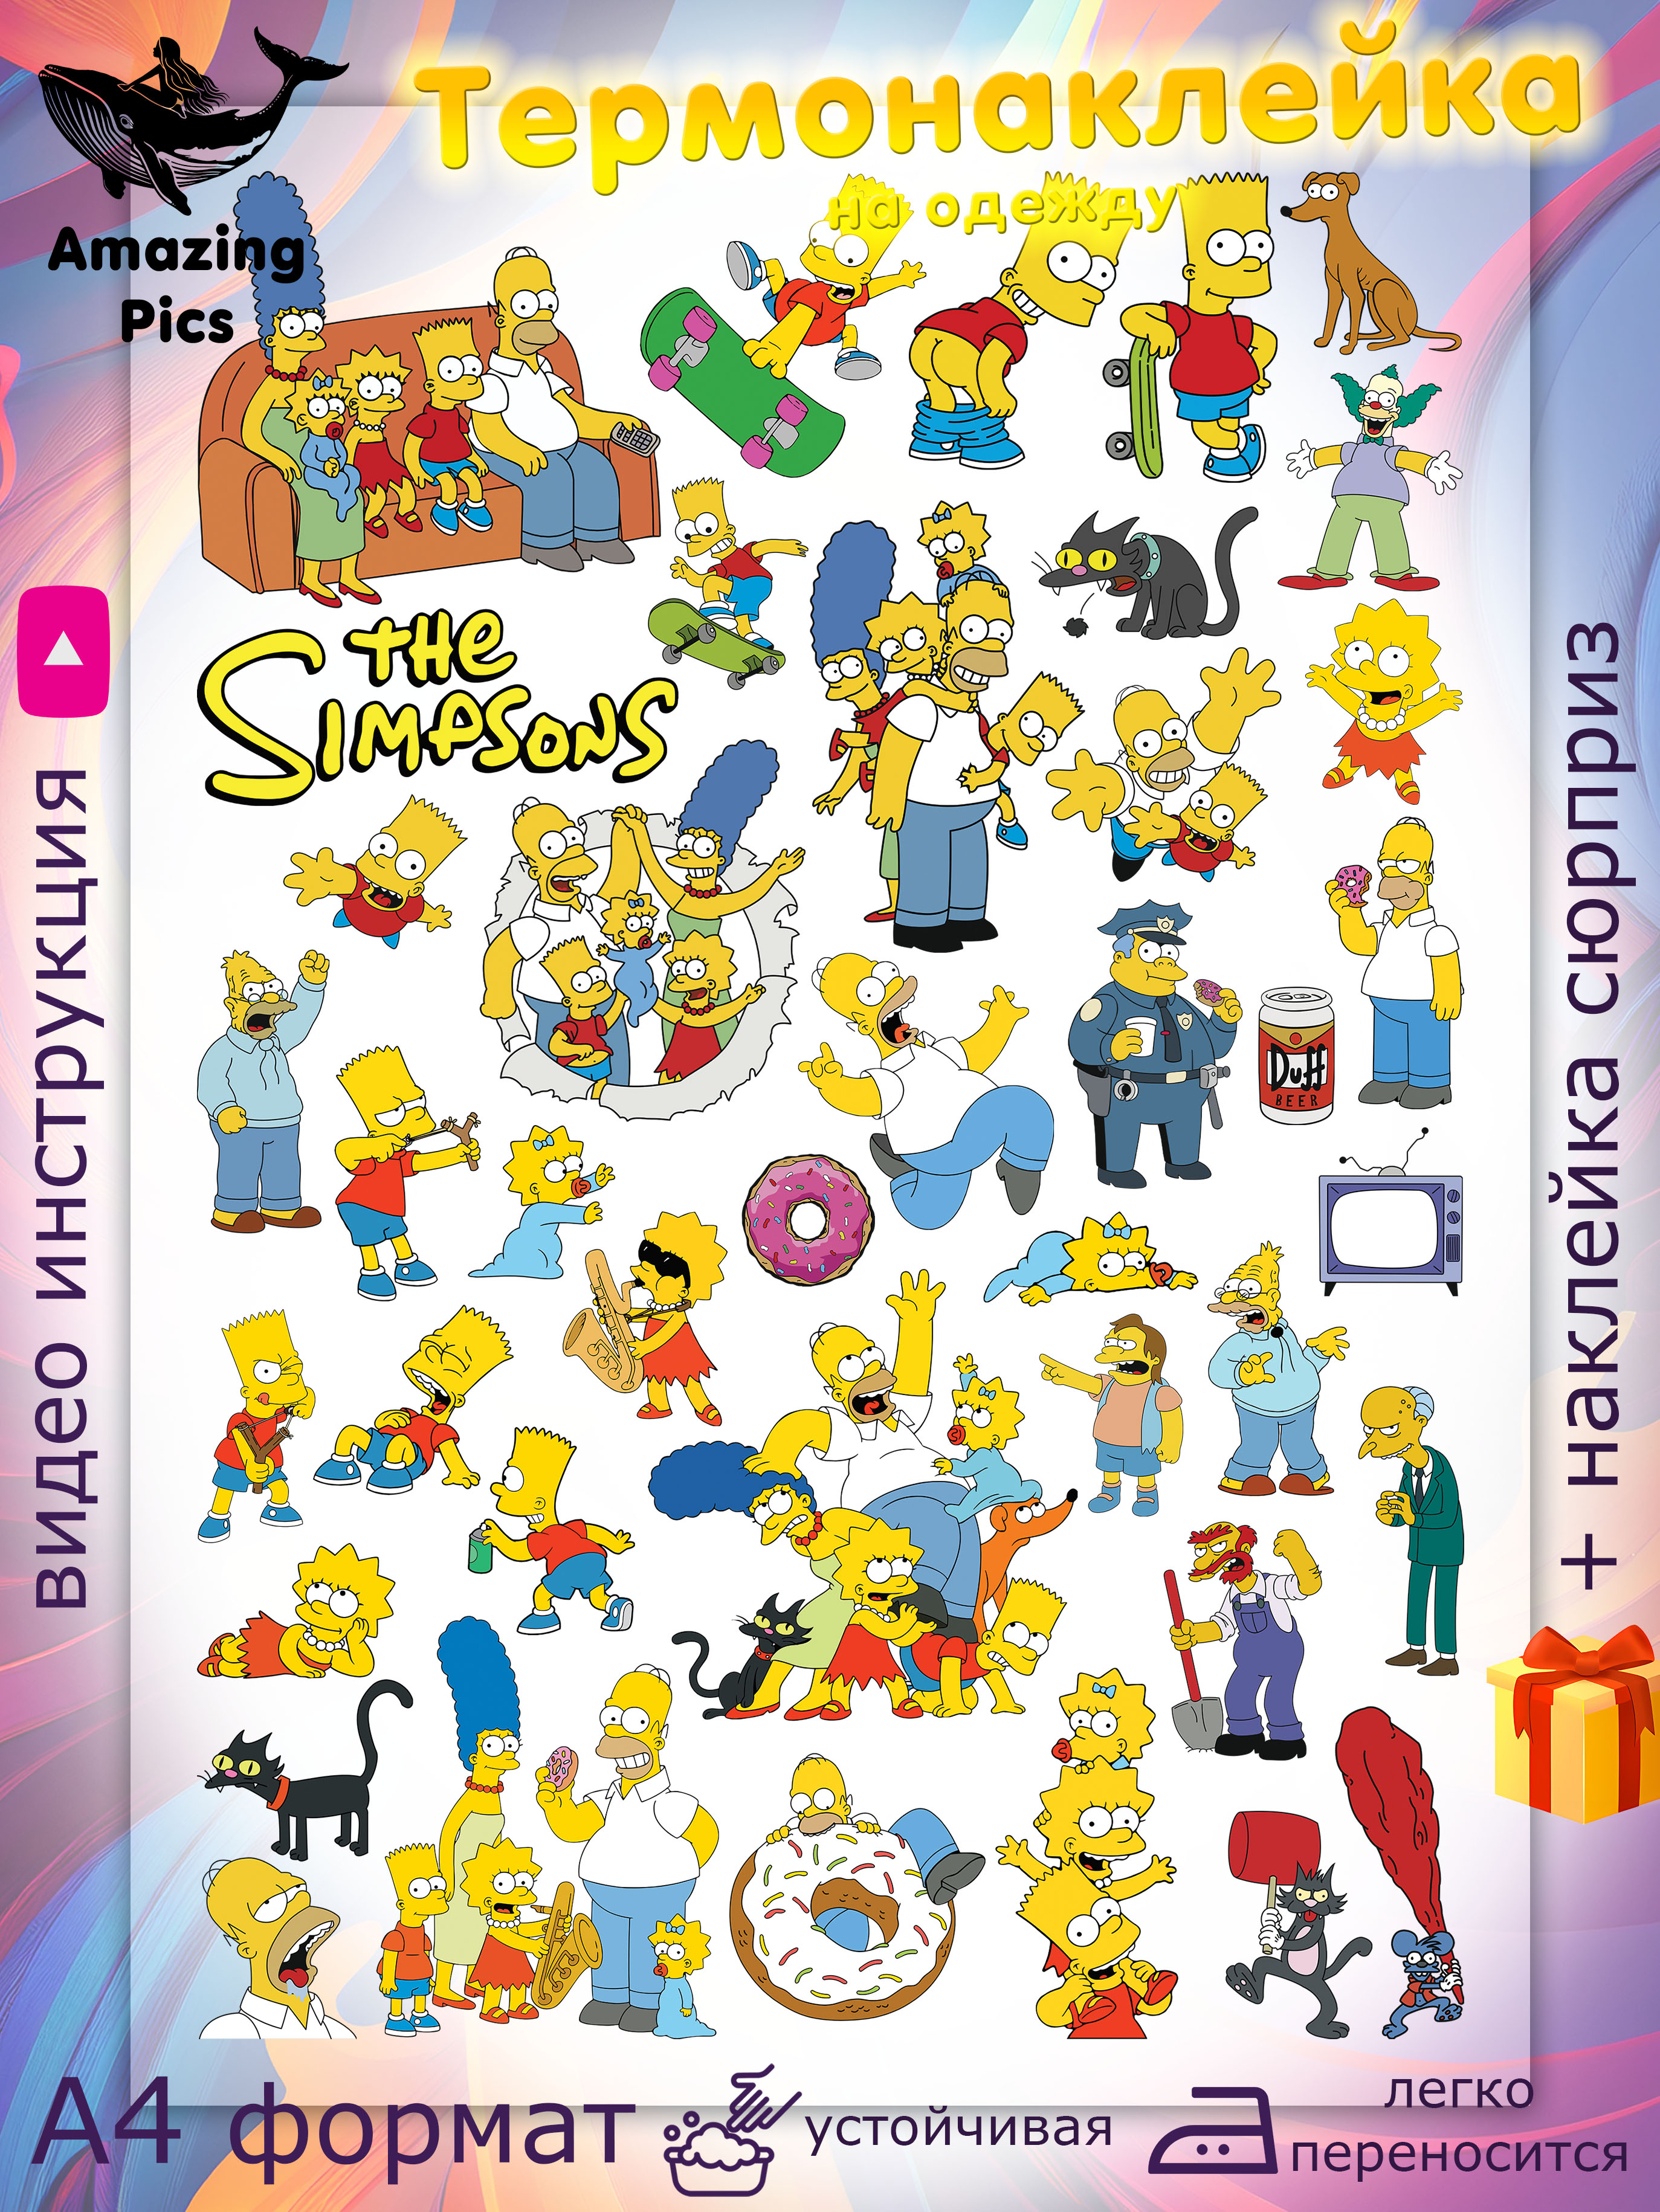 Термонаклейка
на одежду
Amazing
Pics
THE
SIMPSONS
видео инструкция
+ наклейка сюрприз
Duff
BEER
А4 формат
устойчивая
легко
переносится